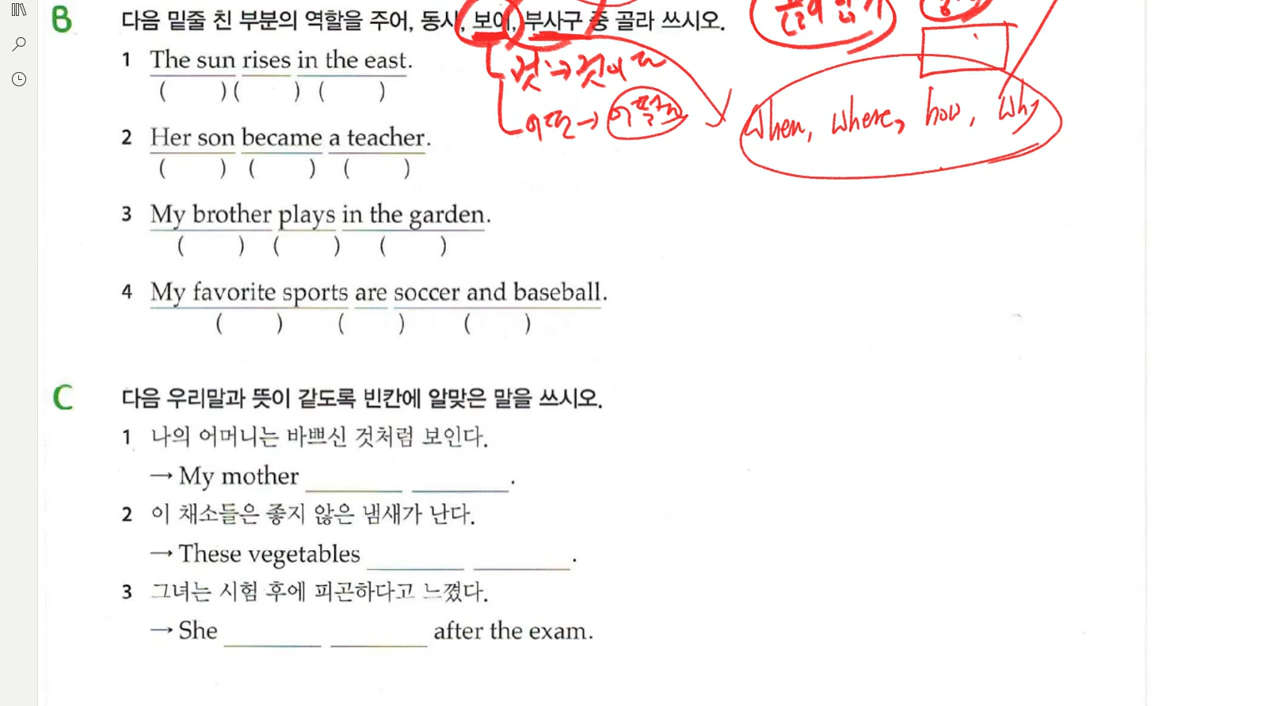 B 다음 밑줄 친 부분의 역할을 주어, 동사, 보어, 부사구 중 골라 쓰시오.
1 The sun rises in the east.
( ) ( ) ( )
것→것이다
when, where, how, why
2 Her son became a teacher.
( ) ( ) ( )
3 My brother plays in the garden.
( ) ( ) ( )
4 My favorite sports are soccer and baseball.
( ) ( ) ( )
C 다음 우리말과 뜻이 같도록 빈칸에 알맞은 말을 쓰시오.
1 나의 어머니는 바쁘신 것처럼 보인다.
→ My mother ________ ________.
2 이 채소들은 좋지 않은 냄새가 난다.
→ These vegetables ________ ________.
3 그녀는 시험 후에 피곤하다고 느꼈다.
→ She ________ ________ after the exam.